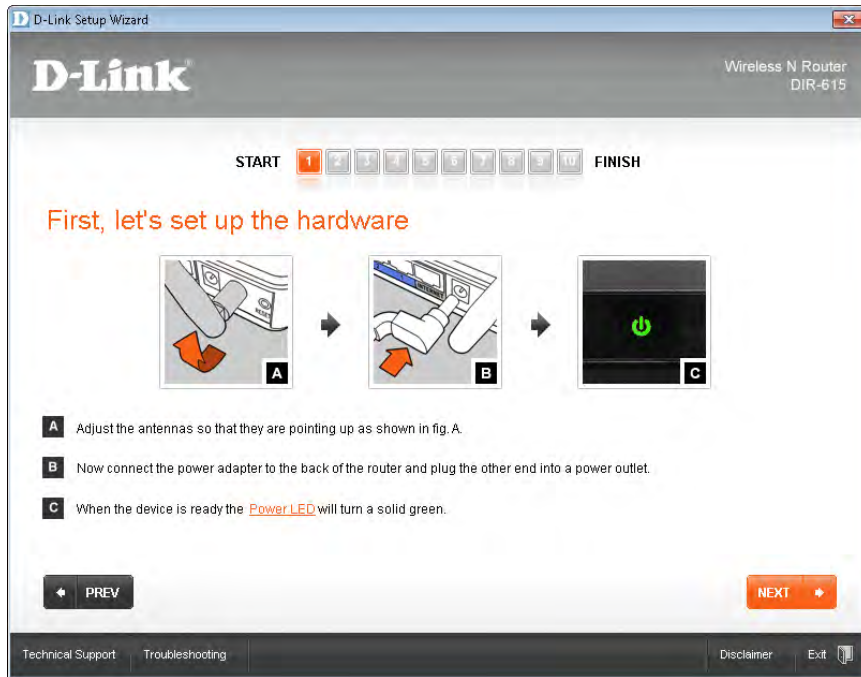 D-Link Setup Wizard
D-Link
Wireless N Router
DIR-615
START 1 2 3 4 5 6 7 8 9 10 FINISH
First, let's set up the hardware
RESET
A
INTERNET
B
C
A Adjust the antennas so that they are pointing up as shown in fig. A.
B Now connect the power adapter to the back of the router and plug the other end into a power outlet.
C When the device is ready the Power LED will turn a solid green.
PREV
NEXT
Technical Support Troubleshooting Disclaimer Exit